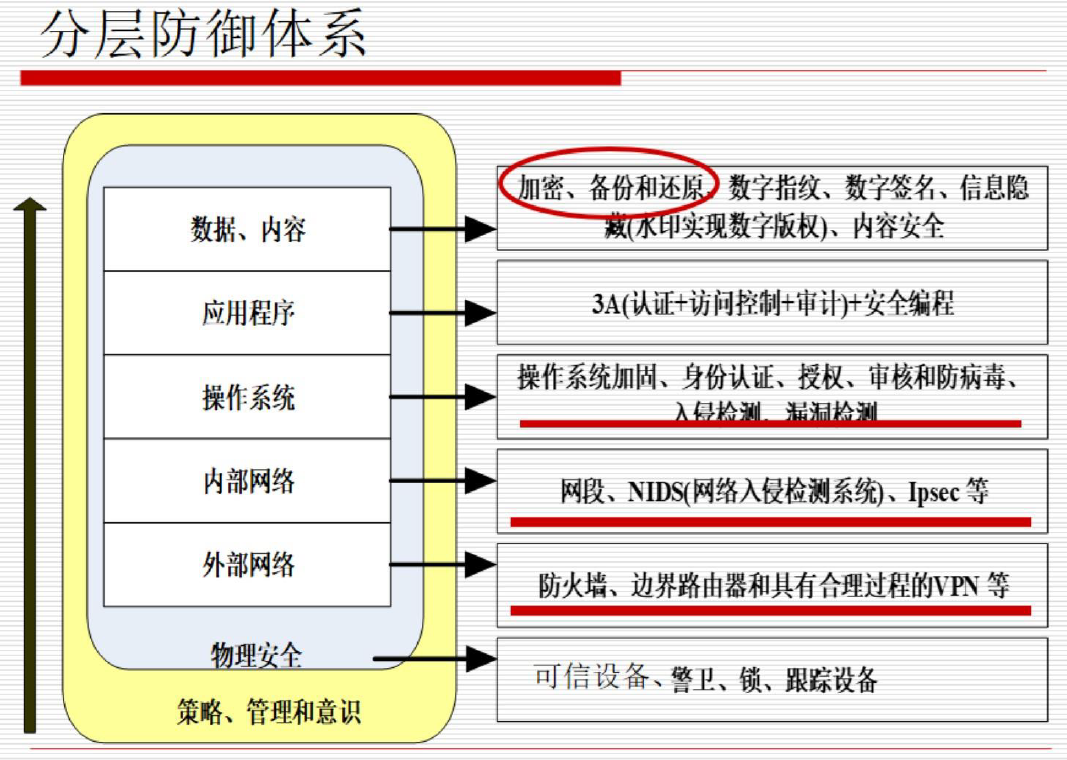 分层防御体系
数据、内容
加密、备份和还原、数字指纹、数字签名、信息隐
藏(水印实现数字版权)、内容安全
应用程序
3A(认证+访问控制+审计)+安全编程
操作系统
操作系统加固、身份认证、授权、审核和防病毒、
入侵检测、漏洞检测
内部网络
网段、NIDS(网络入侵检测系统)、Ipsec 等
外部网络
防火墙、边界路由器和具有合理过程的VPN 等
物理安全
可信设备、警卫、锁、跟踪设备
策略、管理和意识